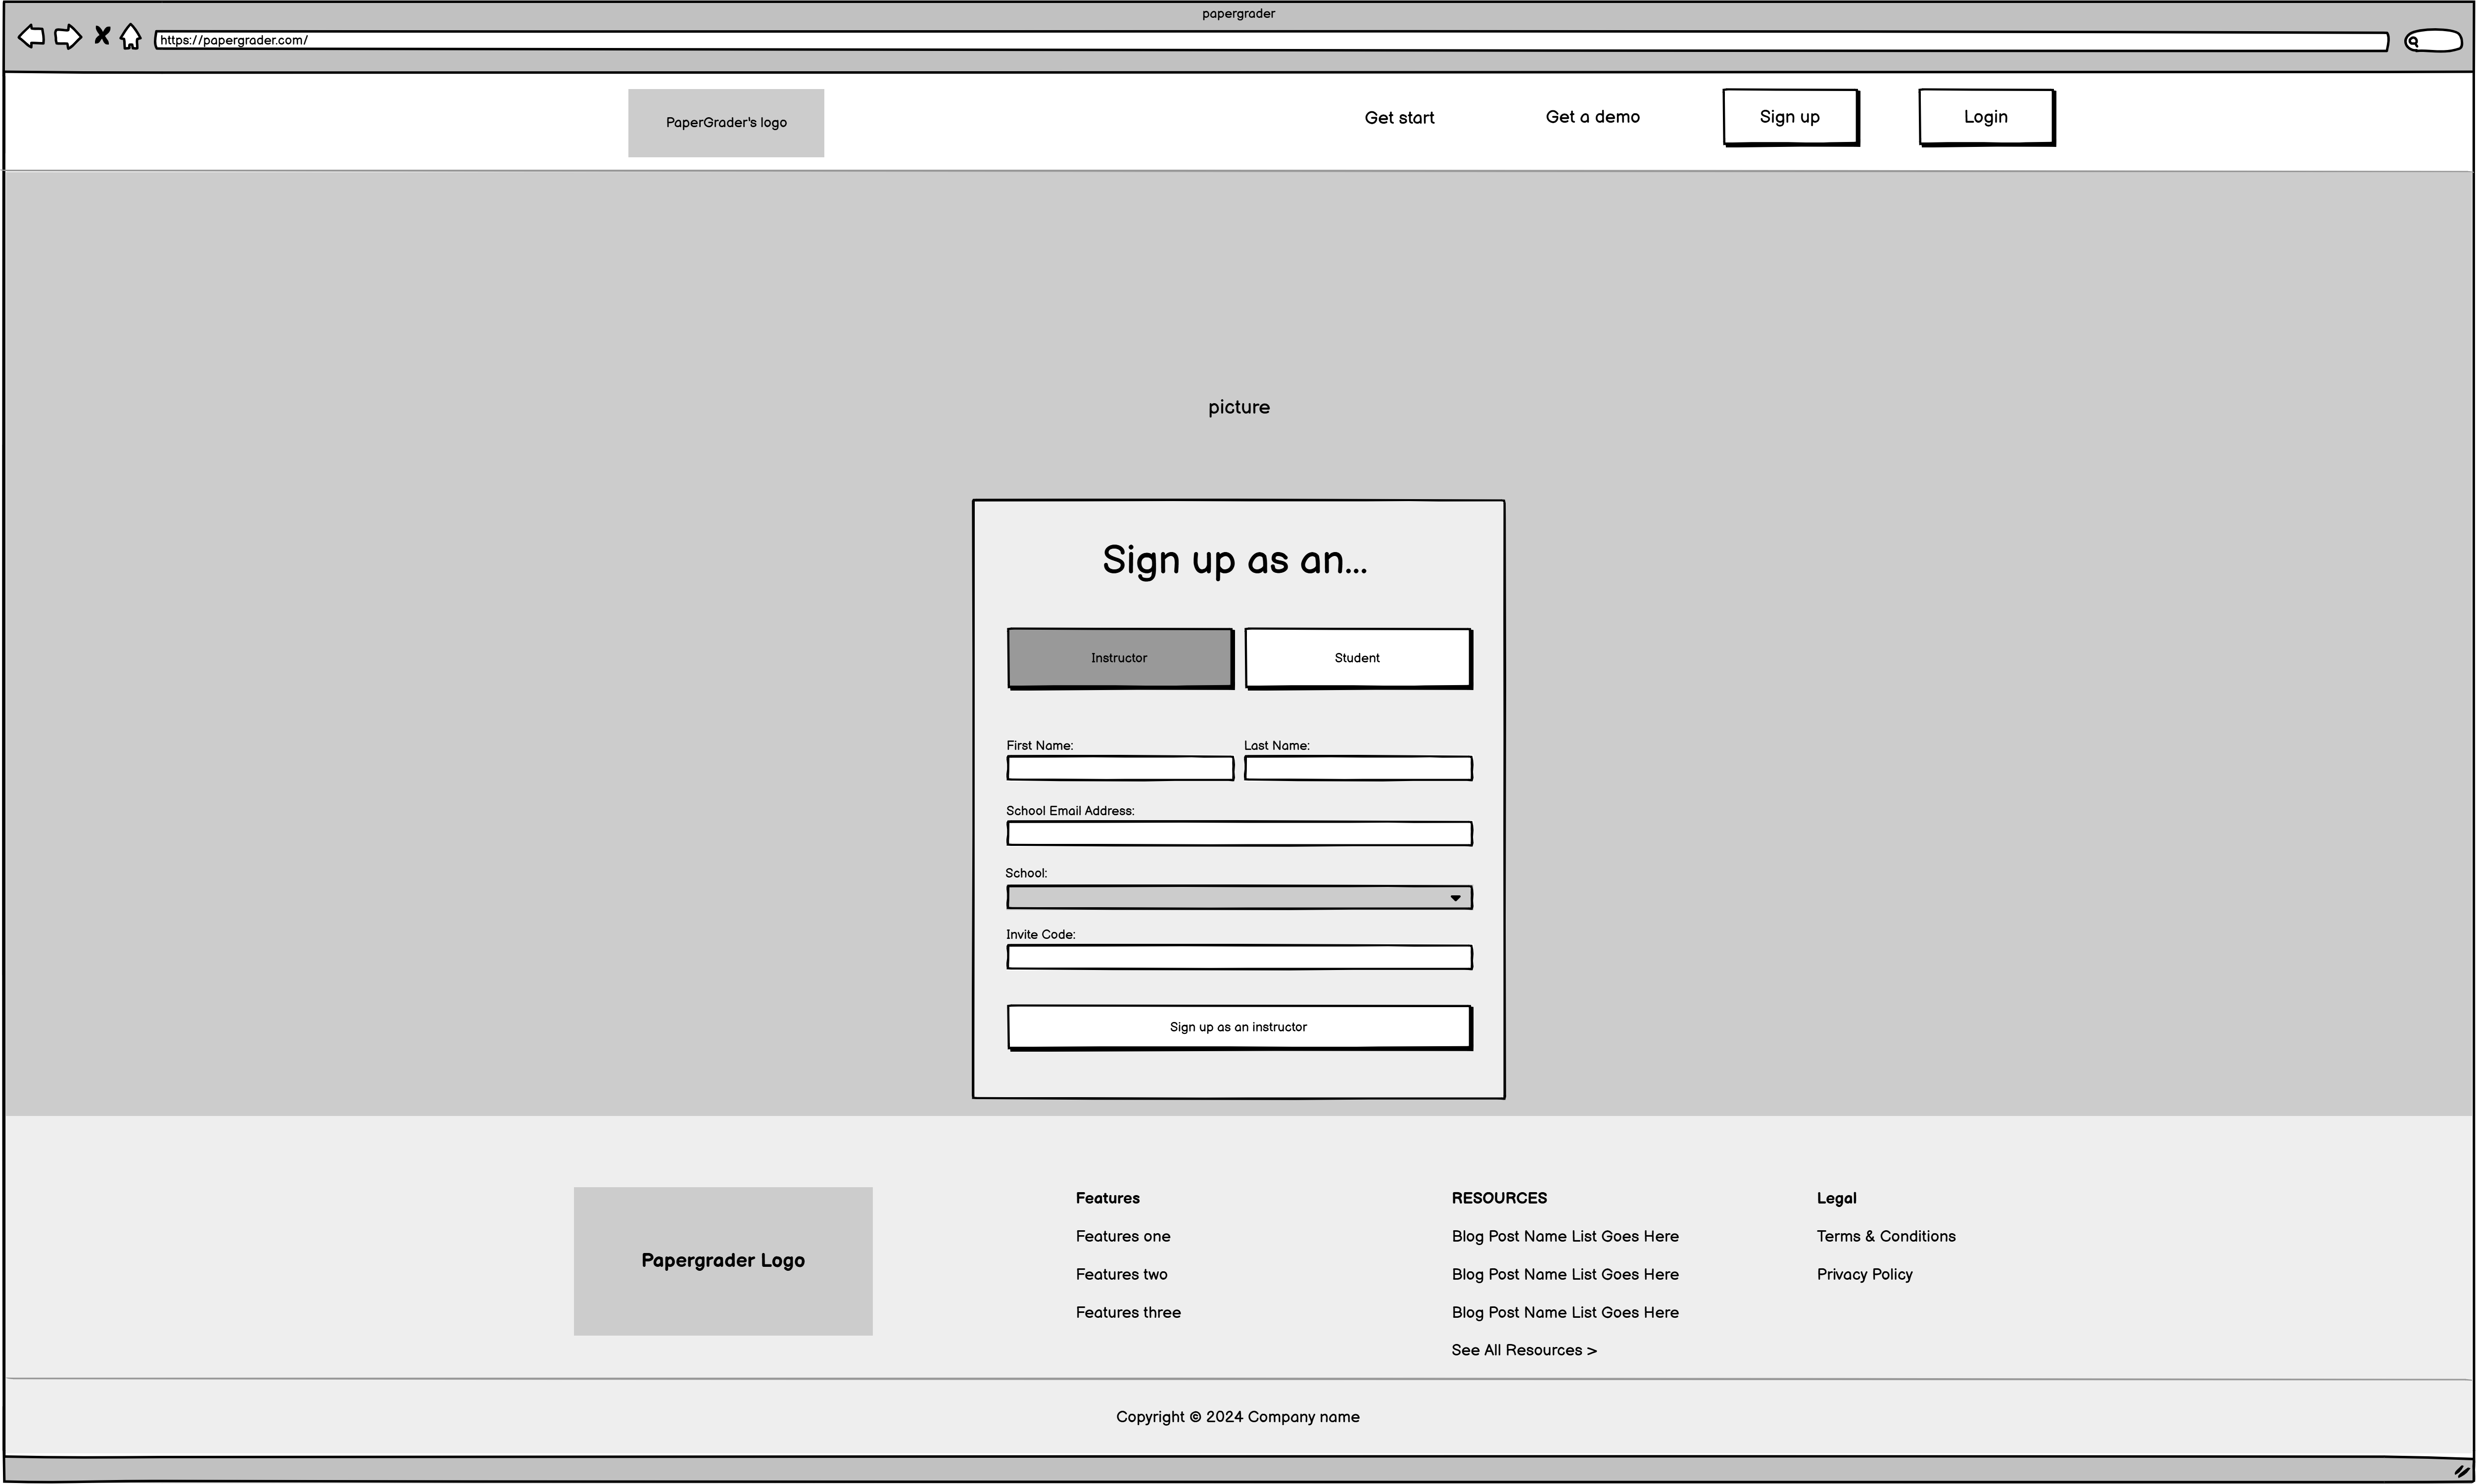 papergrader
https://papergrader.com/
PaperGrader's logo
Get start
Get a demo
Sign up
Login
picture
Sign up as an...
Instructor
Student
First Name:
Last Name:
School Email Address:
School:
Invite Code:
Sign up as an instructor
Papergrader Logo
Features
Features one
Features two
Features three
RESOURCES
Blog Post Name List Goes Here
Blog Post Name List Goes Here
Blog Post Name List Goes Here
See All Resources >
Legal
Terms & Conditions
Privacy Policy
Copyright © 2024 Company name